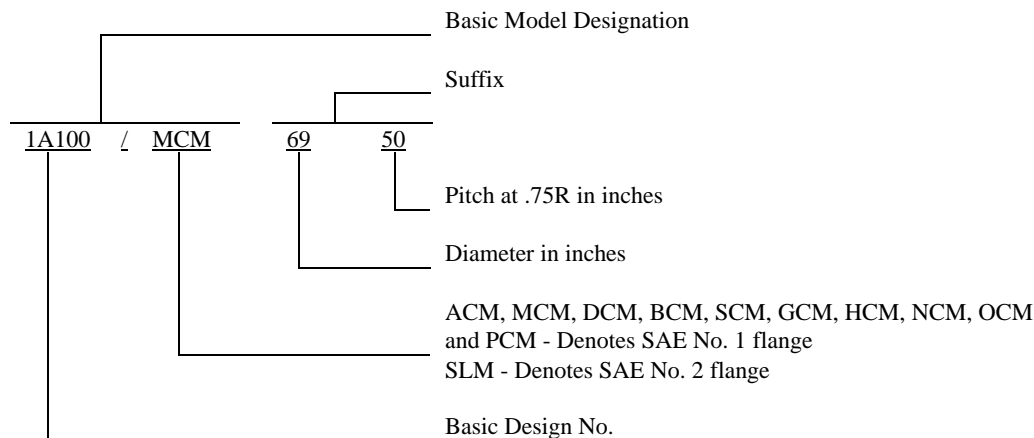 Basic Model Designation
Suffix
1A100 / MCM 69 50
Pitch at .75R in inches
Diameter in inches
ACM, MCM, DCM, BCM, SCM, GCM, HCM, NCM, OCM
and PCM - Denotes SAE No. 1 flange
SLM - Denotes SAE No. 2 flange
Basic Design No.